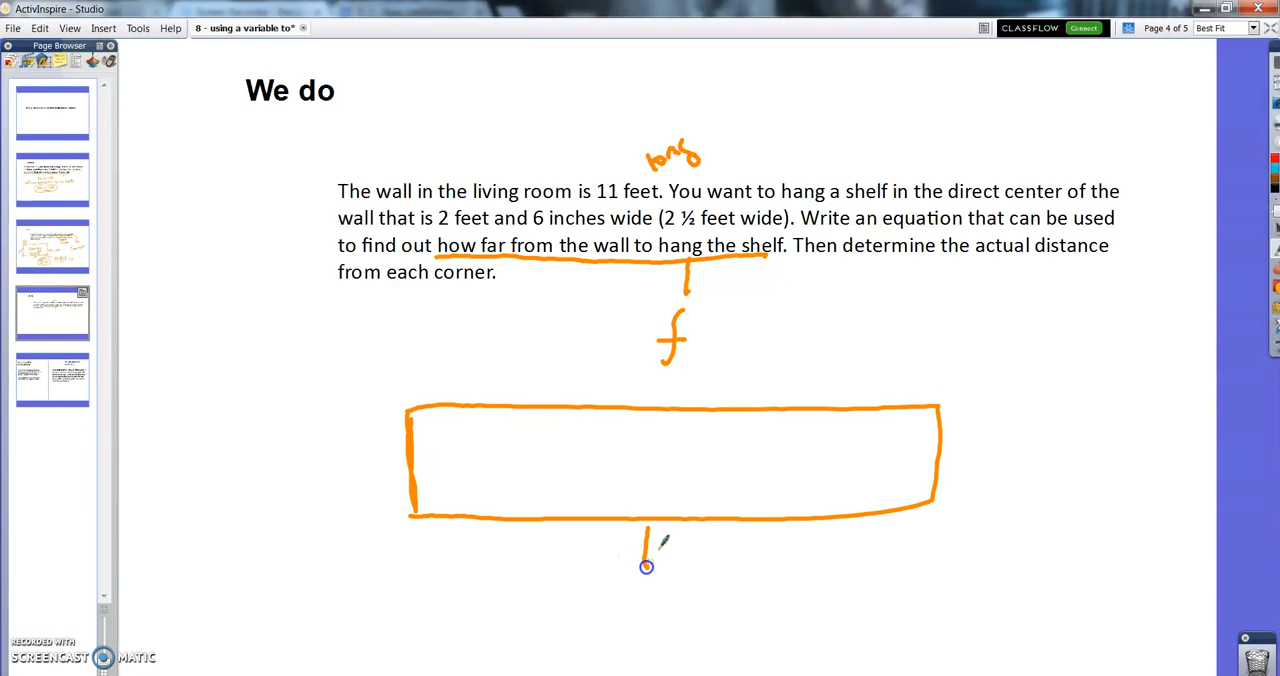 ActivInspire - Studio
File Edit View Insert Tools Help 8 - using a variable to* CLASSFLOW Connect Page 4 of 5 Best Fit
Page Browser
We do
long
The wall in the living room is 11 feet. You want to hang a shelf in the direct center of the
wall that is 2 feet and 6 inches wide (2 ½ feet wide). Write an equation that can be used
to find out how far from the wall to hang the shelf. Then determine the actual distance
from each corner.
f
RECORDED WITH
SCREENCAST MATIC